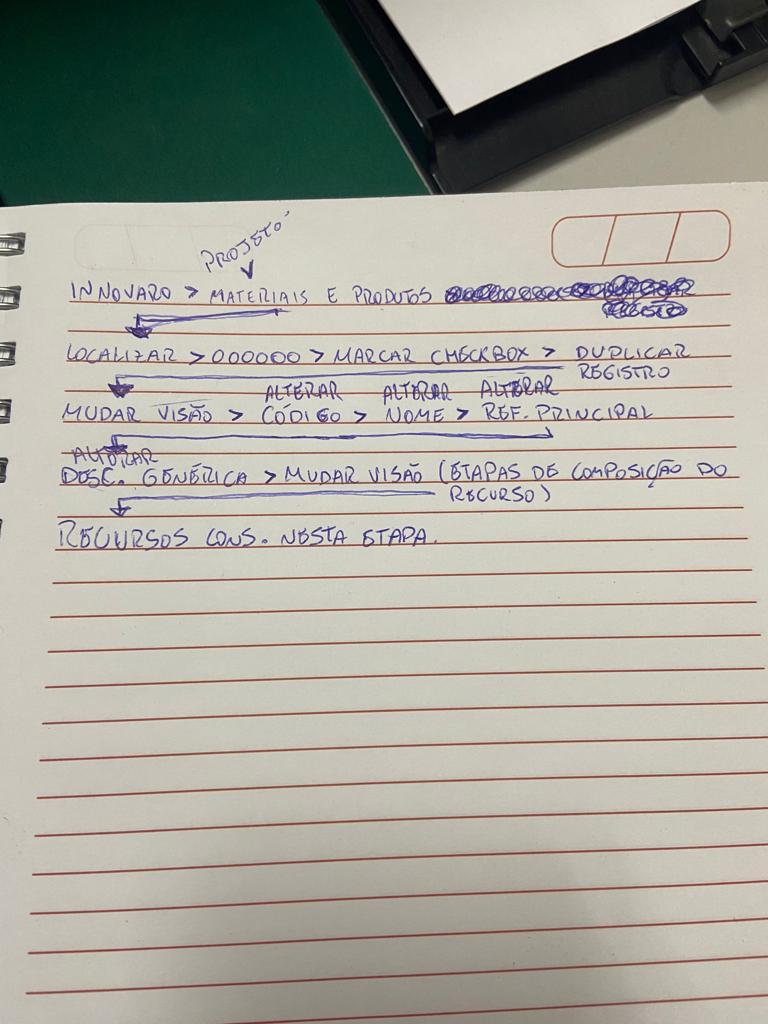 PROJETO
INNOVARO > MATERIAIS E PRODUTOS
LOCALIZAR > 000000 > MARCAR CHECKBOX > DUPLICAR
REGISTRO
ALTERAR ALTERAR ALTERAR
MUDAR VISÃO > CÓDIGO > NOME > REF. PRINCIPAL
ALTERAR
DESC. GENÉRICA > MUDAR VISÃO (ETAPAS DE COMPOSIÇÃO DO
RECURSO)
RECURSOS CONS. NESTA ETAPA.